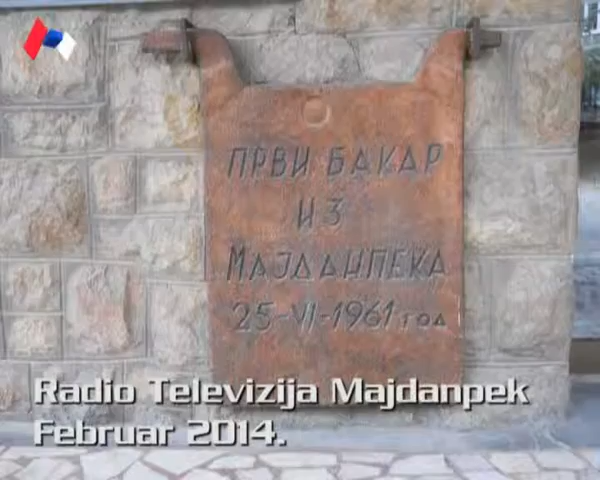 ПРВИ БАКАР
ИЗ
МАЈДАНПЕКА
25-VI-1961 ГОД
Radio Televizija Majdanpek
Februar 2014.